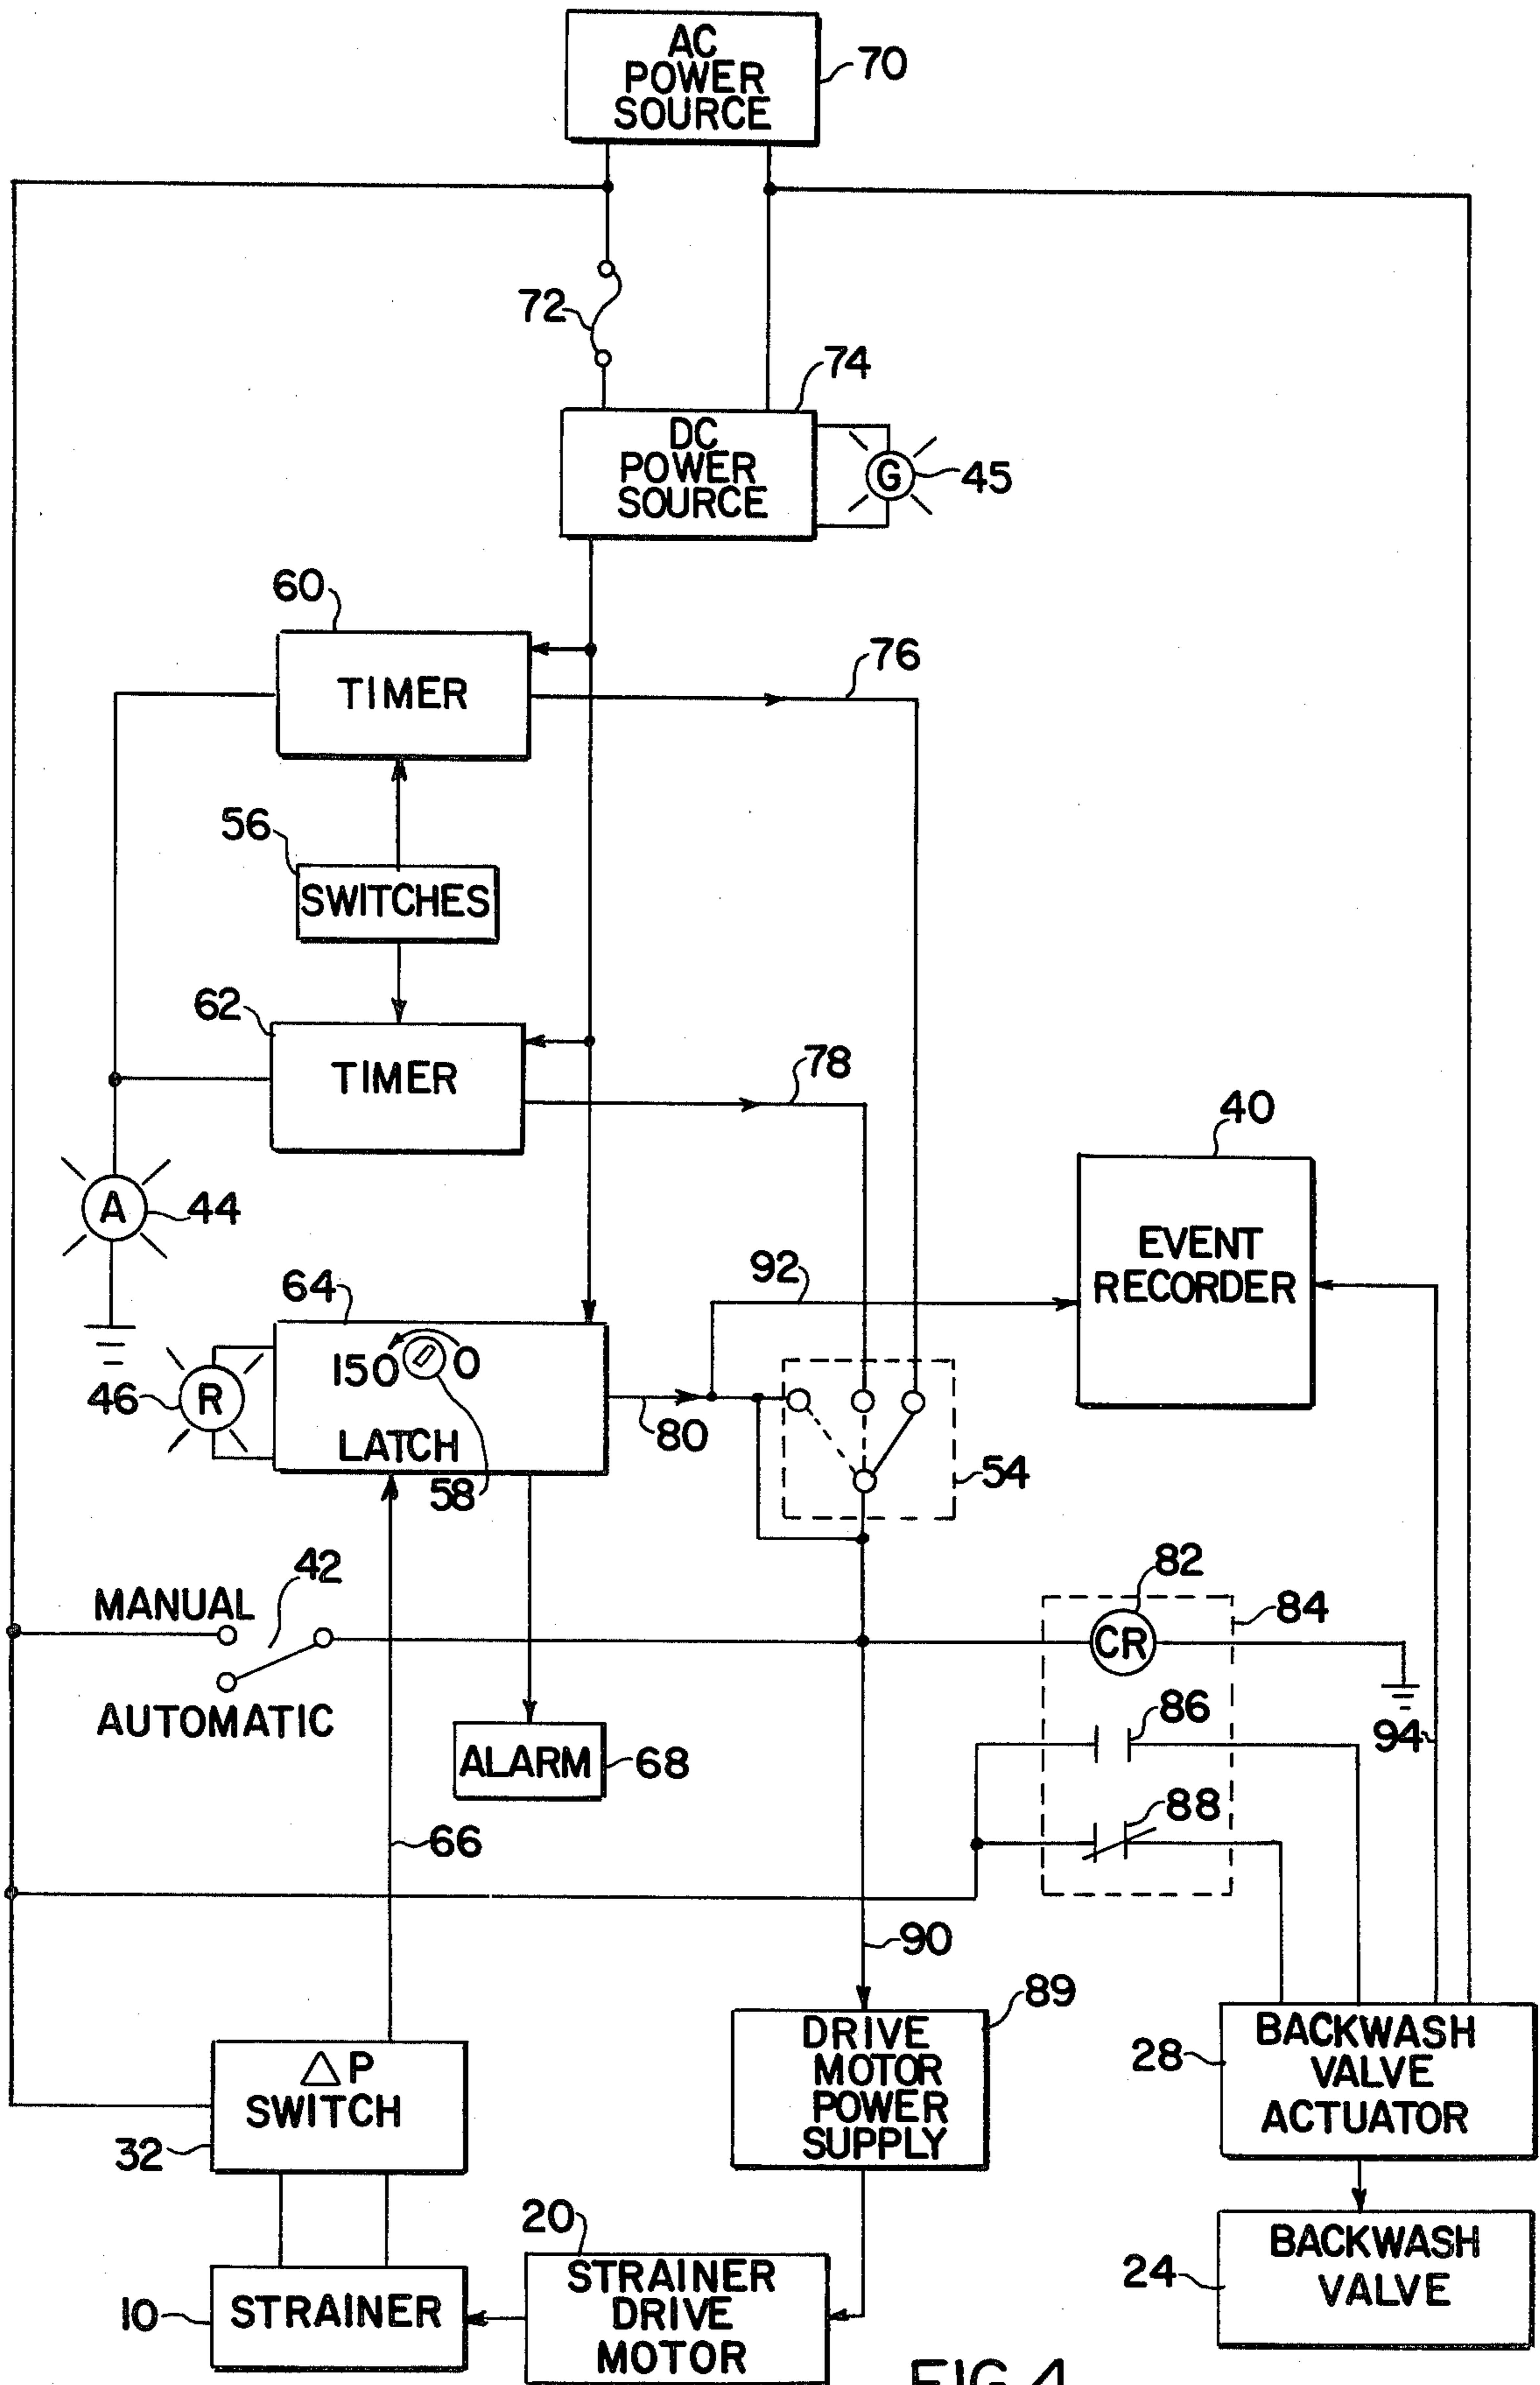 AC
POWER
SOURCE
70
72
74
DC
POWER
SOURCE
G
45
60
TIMER
76
56
SWITCHES
62
TIMER
78
40
EVENT
RECORDER
A
44
92
64
150 0
R
46
LATCH
58
80
54
82
84
MANUAL
42
CR
AUTOMATIC
86
94
ALARM
68
88
66
90
89
△P
SWITCH
32
DRIVE
MOTOR
POWER
SUPPLY
28
BACKWASH
VALVE
ACTUATOR
20
STRAINER
DRIVE
MOTOR
10
STRAINER
24
BACKWASH
VALVE
FIG.4